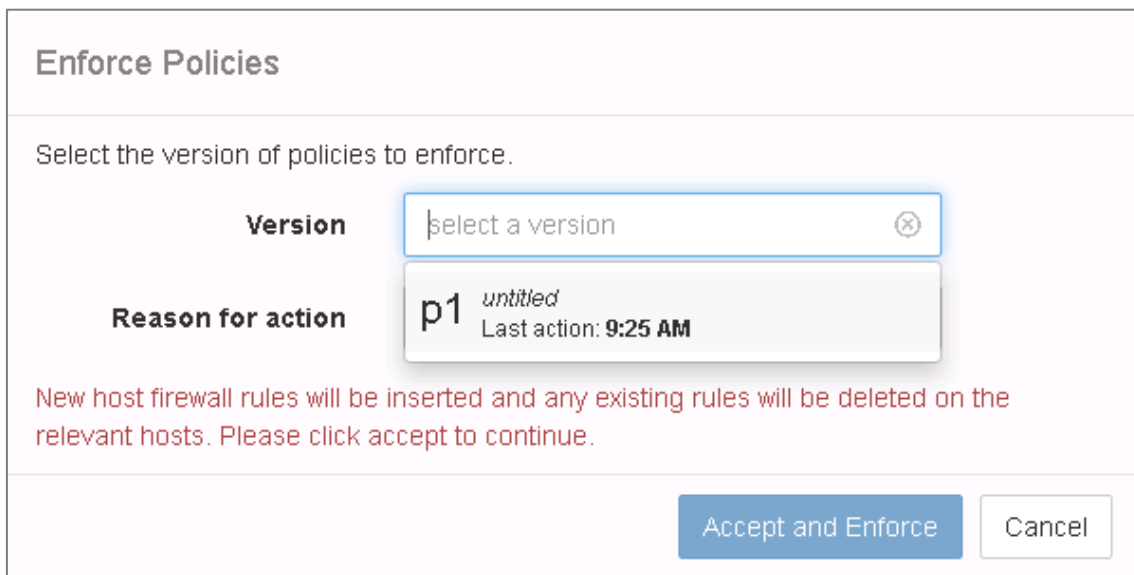 Enforce Policies
Select the version of policies to enforce.
Version
select a version
p1
untitled
Last action: 9:25 AM
Reason for action
New host firewall rules will be inserted and any existing rules will be deleted on the
relevant hosts. Please click accept to continue.
Accept and Enforce
Cancel